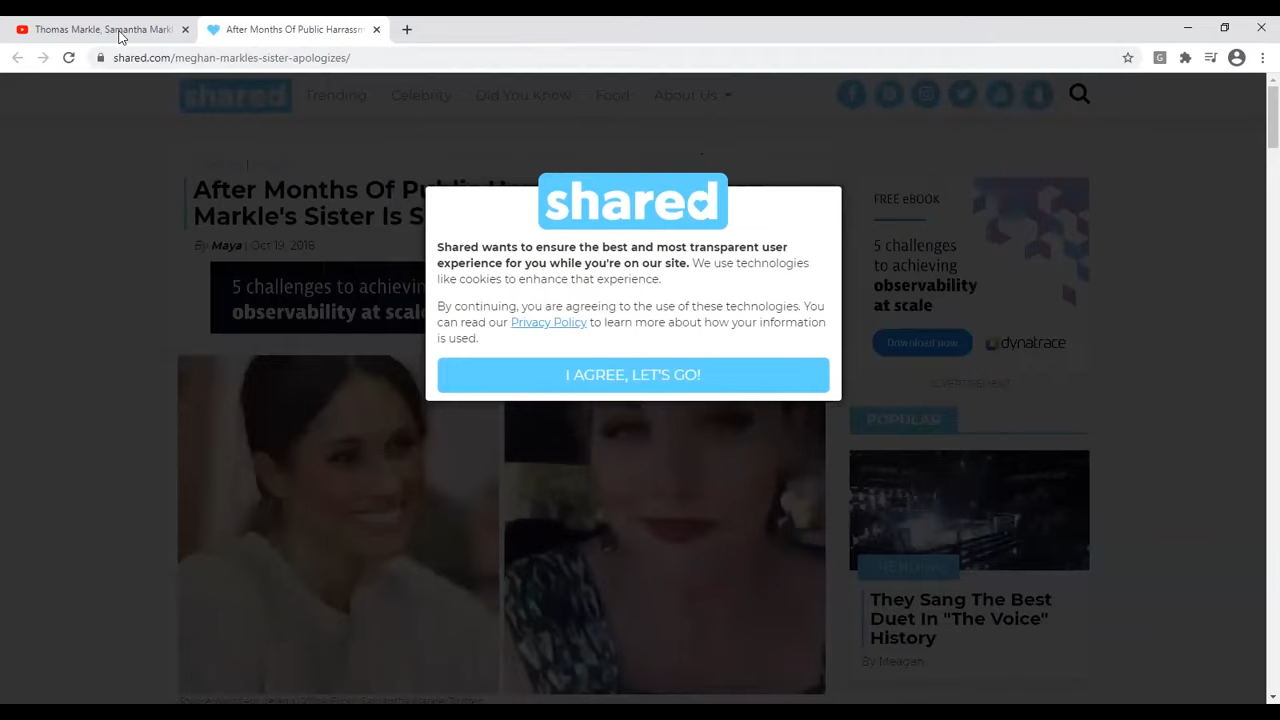 Thomas Markle, Samantha Markl
After Months Of Public Harrassm
shared.com/meghan-markles-sister-apologizes/
shared
Trending
Celebrity
Did You Know
Food
About Us
After Months Of
Markle's Sister Is S
By Maya | Oct 19, 2018
5 challenges to achieving
observability at scale
shared
Shared wants to ensure the best and most transparent user
experience for you while you're on our site. We use technologies
like cookies to enhance that experience.
By continuing, you are agreeing to the use of these technologies. You
can read our Privacy Policy to learn more about how your information
is used.
I AGREE, LET'S GO!
FREE eBOOK
5 challenges
to achieving
observability
at scale
Download now
dynatrace
ADVERTISEMENT
POPULAR
TRENDING
They Sang The Best
Duet In "The Voice"
History
By Meagan